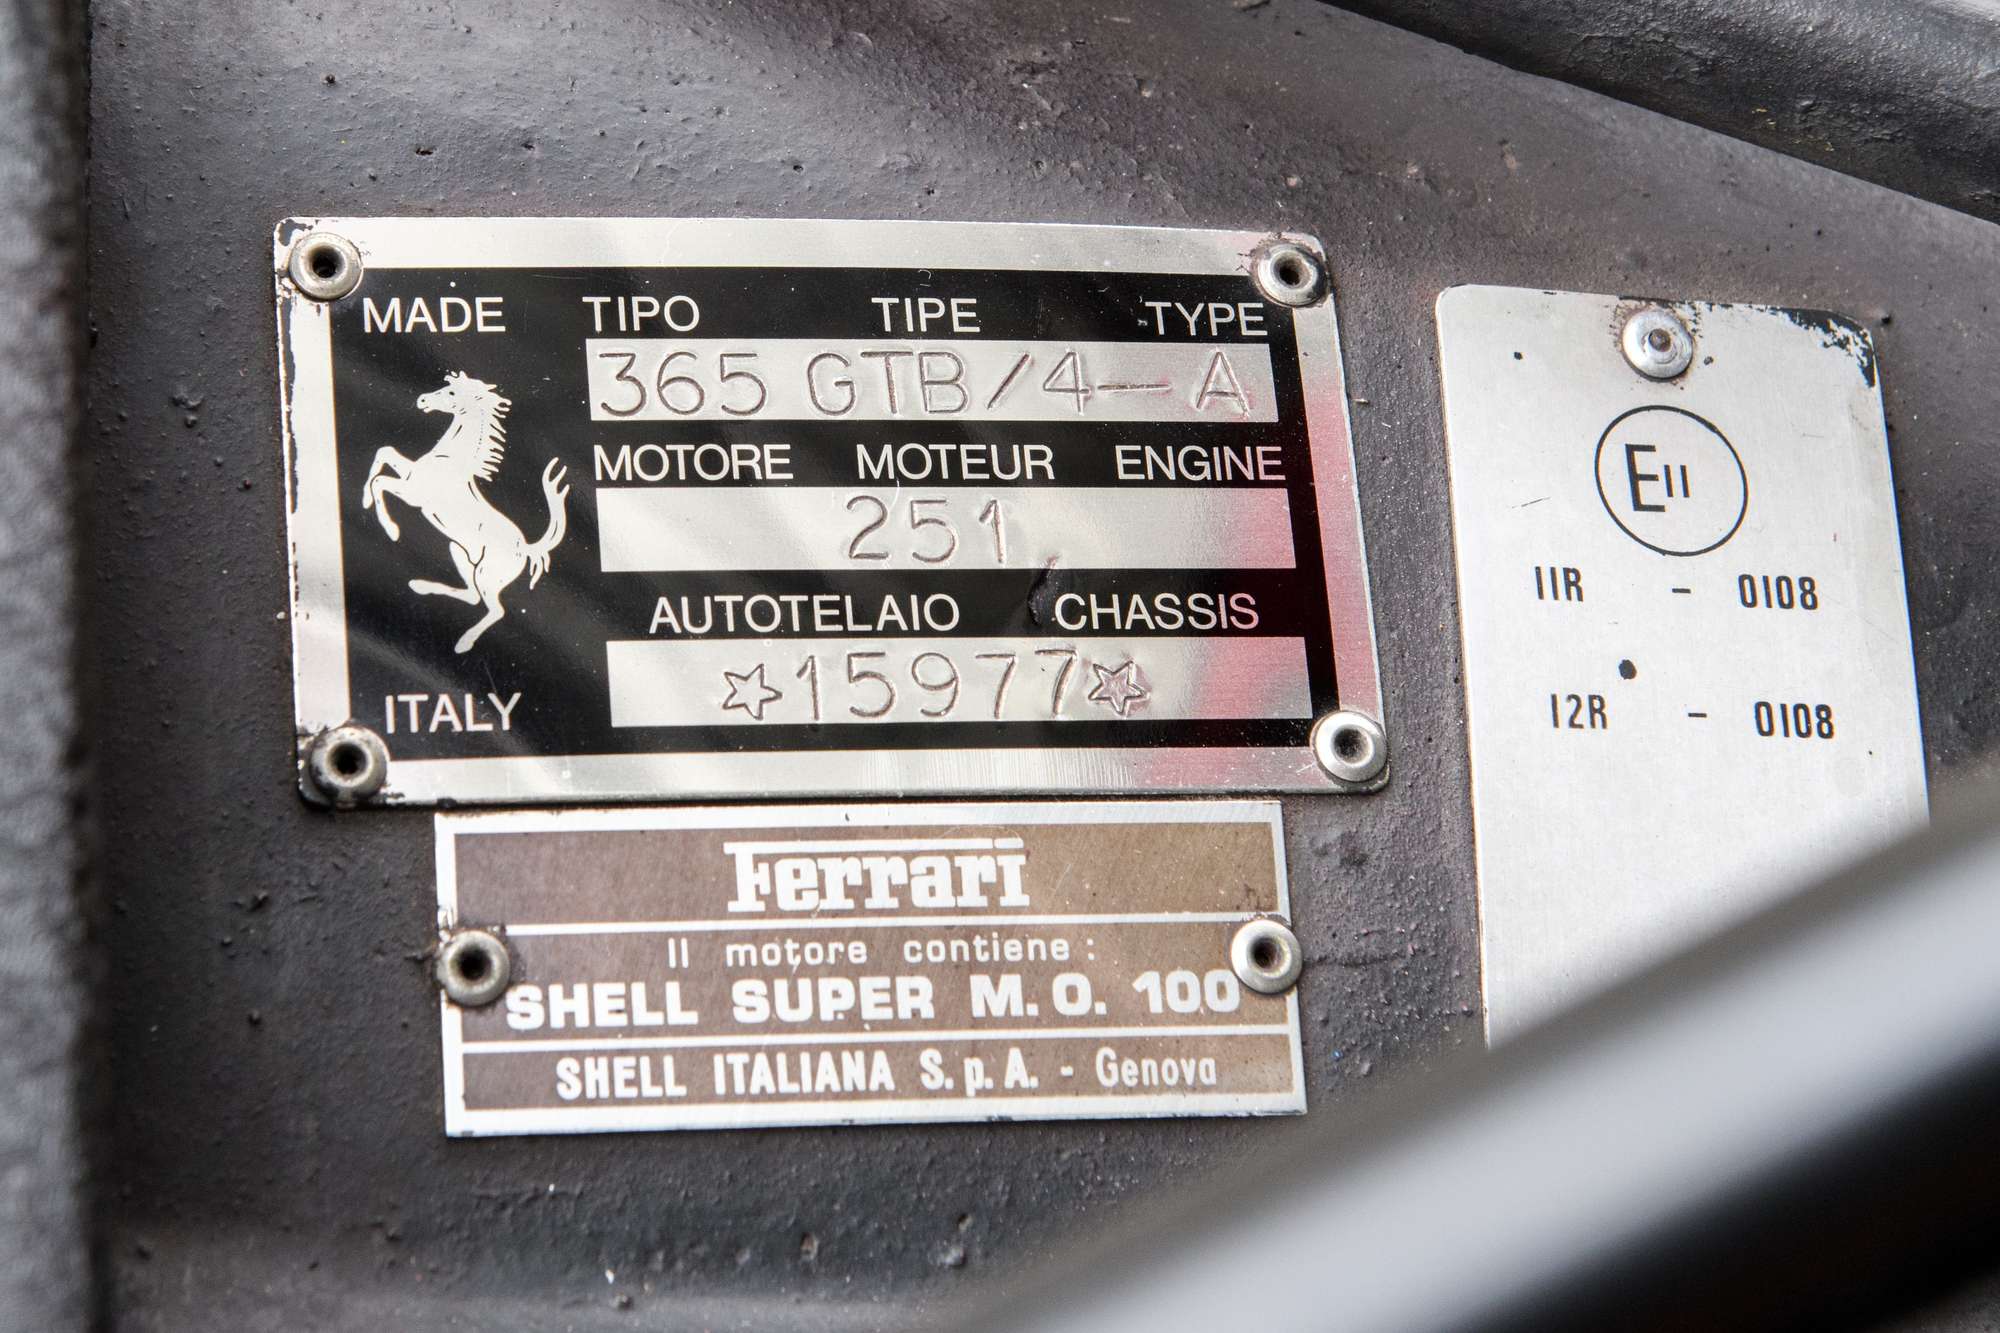 MADE TIPO TIPE TYPE
365 GTB/4-A
MOTORE MOTEUR ENGINE
251
AUTOTELAIO CHASSIS
☆15977☆
ITALY
Ferrari
Il motore contiene:
SHELL SUPER M.O. 100
SHELL ITALIANA S.p.A. - Genova
E11
11R - 0108
12R - 0108